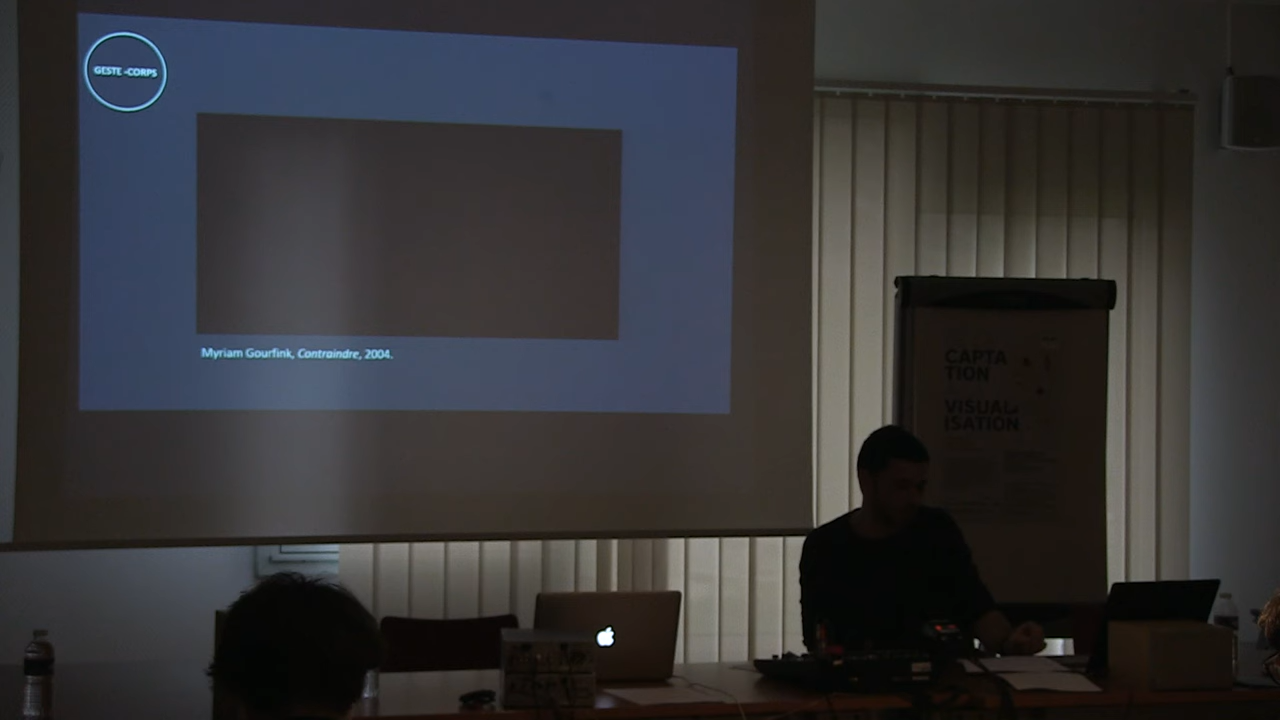 GESTE -CORPS
Myriam Gourfink, Contraindre, 2004.
CAPTA
TION
VISUAL
ISATION